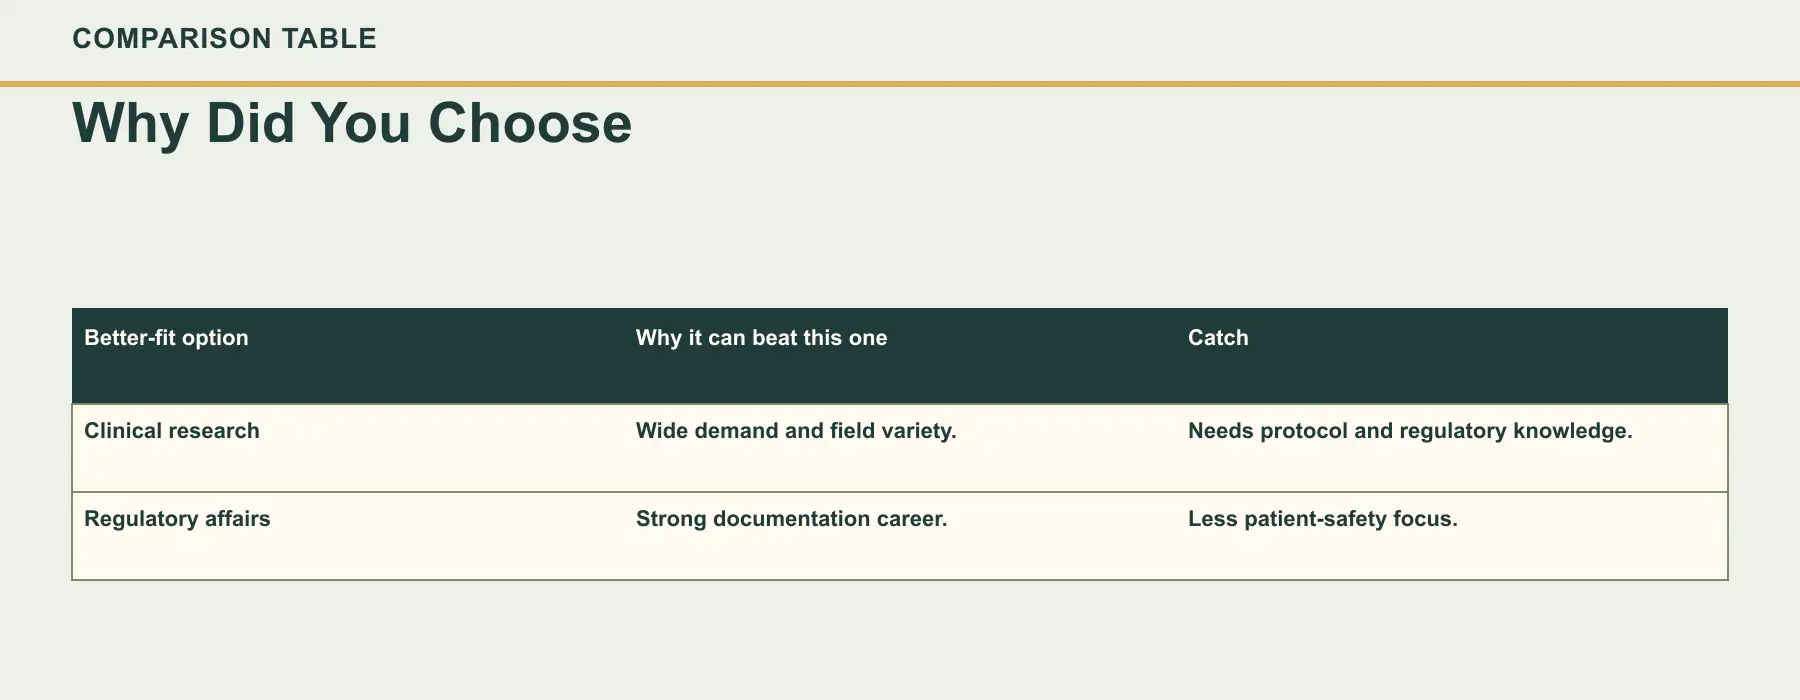 COMPARISON TABLE
Why Did You Choose
Better-fit option Why it can beat this one Catch
Clinical research Wide demand and field variety. Needs protocol and regulatory knowledge.
Regulatory affairs Strong documentation career. Less patient-safety focus.